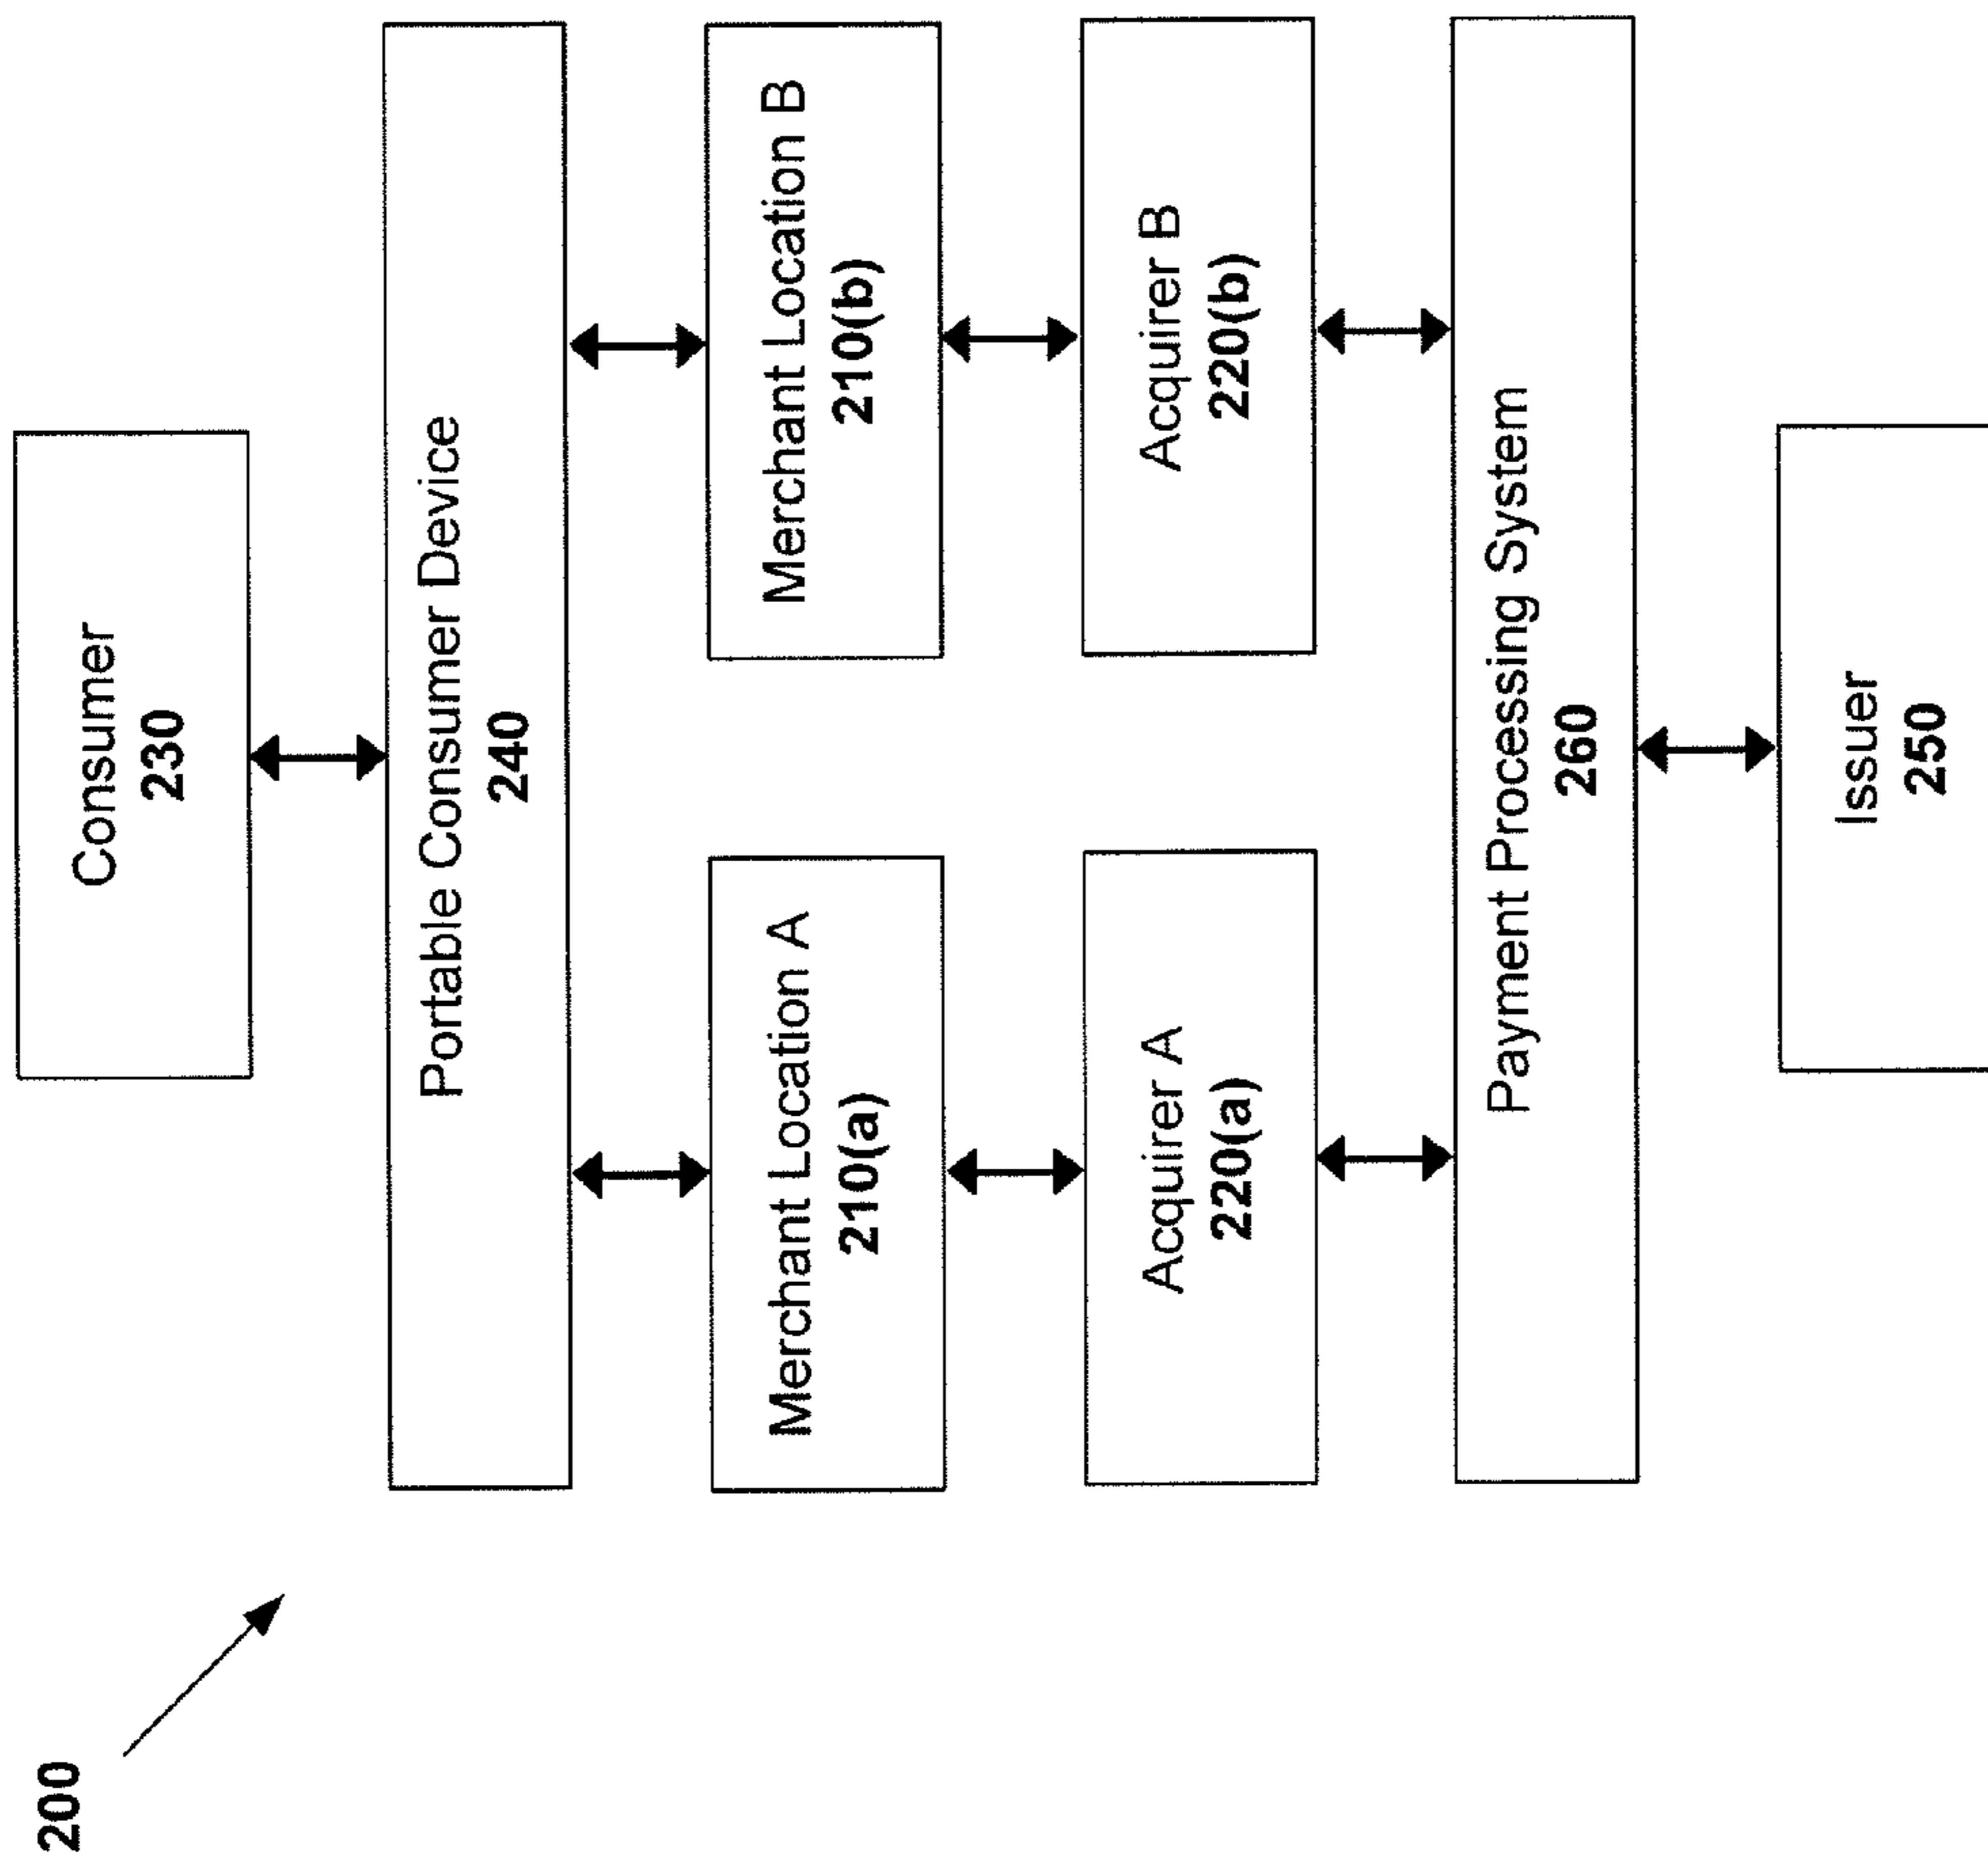 200
Consumer
230
Portable Consumer Device
240
Merchant Location A
210(a)
Merchant Location B
210(b)
Acquirer A
220(a)
Acquirer B
220(b)
Payment Processing System
260
Issuer
250